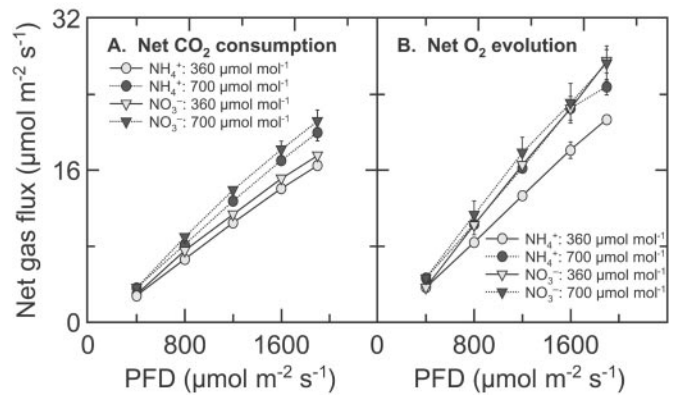 32
16
0
Net gas flux (µmol m⁻² s⁻¹)
A. Net CO₂ consumption
NH₄⁺: 360 µmol mol⁻¹
NH₄⁺: 700 µmol mol⁻¹
NO₃⁻: 360 µmol mol⁻¹
NO₃⁻: 700 µmol mol⁻¹
0 800 1600
PFD (µmol m⁻² s⁻¹)
B. Net O₂ evolution
NH₄⁺: 360 µmol mol⁻¹
NH₄⁺: 700 µmol mol⁻¹
NO₃⁻: 360 µmol mol⁻¹
NO₃⁻: 700 µmol mol⁻¹
0 800 1600
PFD (µmol m⁻² s⁻¹)